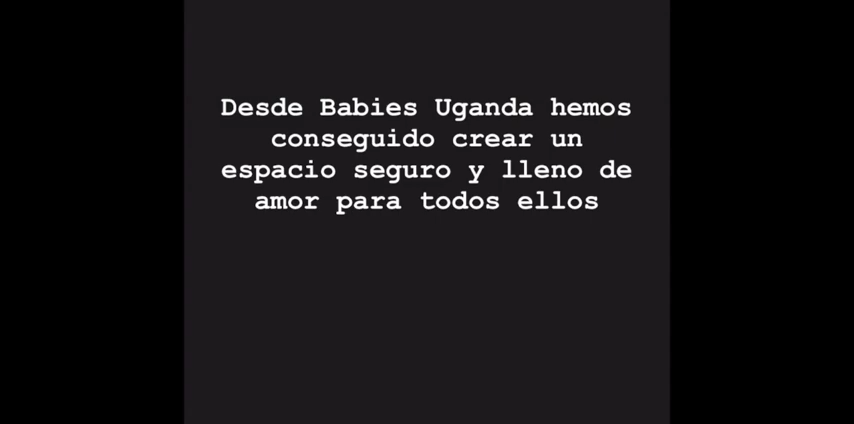 Desde Babies Uganda hemos
conseguido crear un
espacio seguro y lleno de
amor para todos ellos